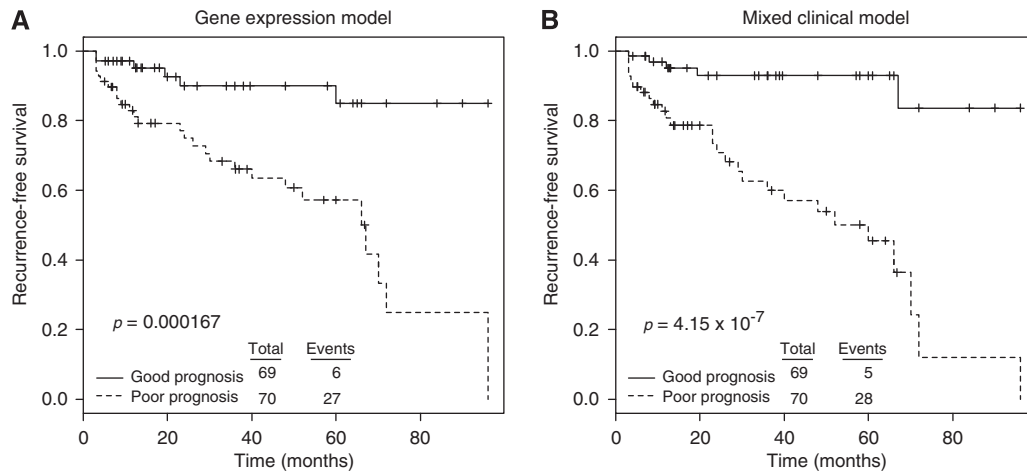 A
Gene expression model
Recurrence-free survival
1.0
0.8
0.6
0.4
0.2
0.0
p = 0.000167
Total Events
Good prognosis 69 6
Poor prognosis 70 27
0 20 40 60 80
Time (months)
B
Mixed clinical model
Recurrence-free survival
1.0
0.8
0.6
0.4
0.2
0.0
p = 4.15 x 10-7
Total Events
Good prognosis 69 5
Poor prognosis 70 28
0 20 40 60 80
Time (months)